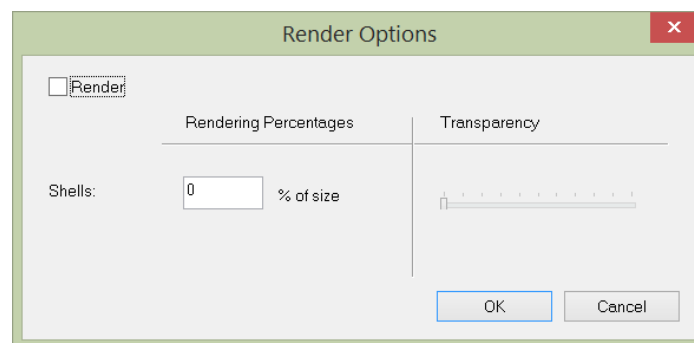 Render Options
Render
Rendering Percentages
Transparency
Shells:
0
% of size
OK
Cancel